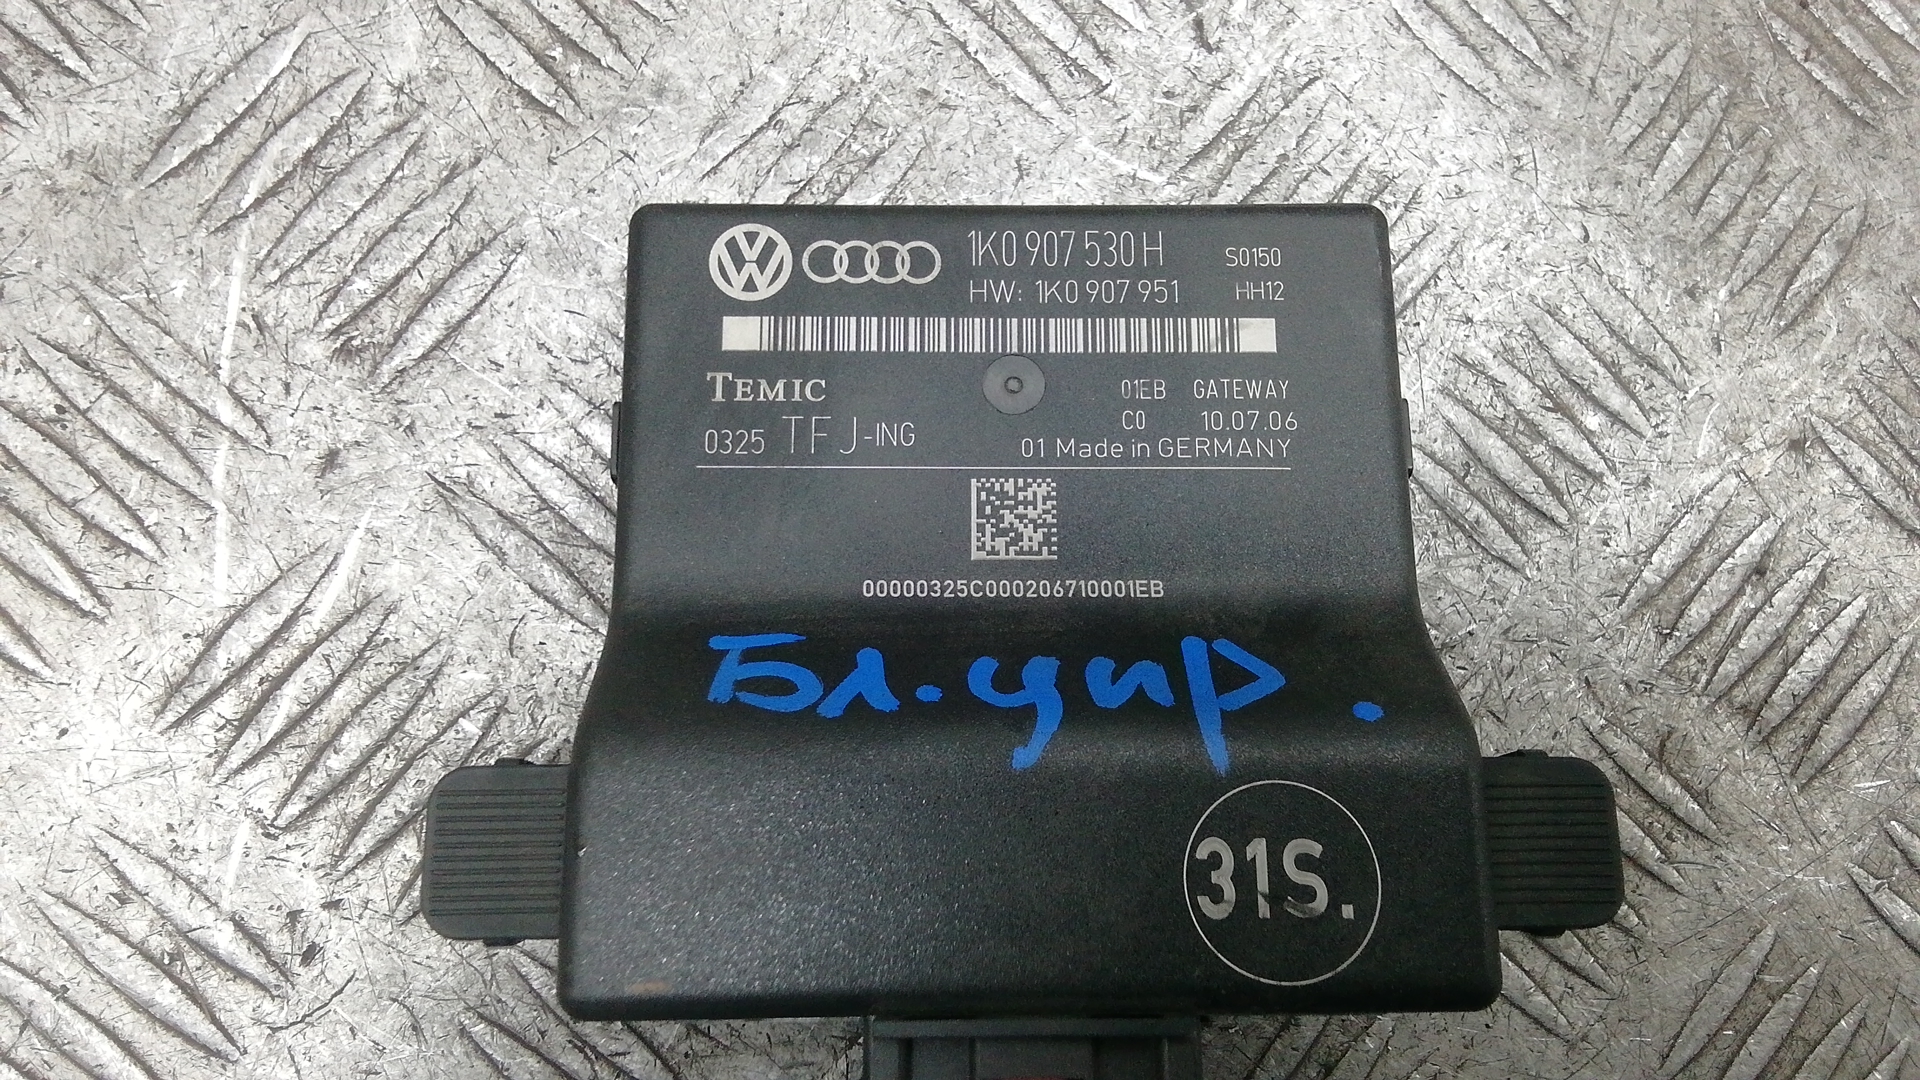 1K0 907 530 H S0150
HW: 1K0 907 951 HH12
TEMIC 01EB GATEWAY
C0 10.07.06
0325 TFJ-ING 01 Made in GERMANY
00000325C000206710001EB
Бл. упр.
31S.